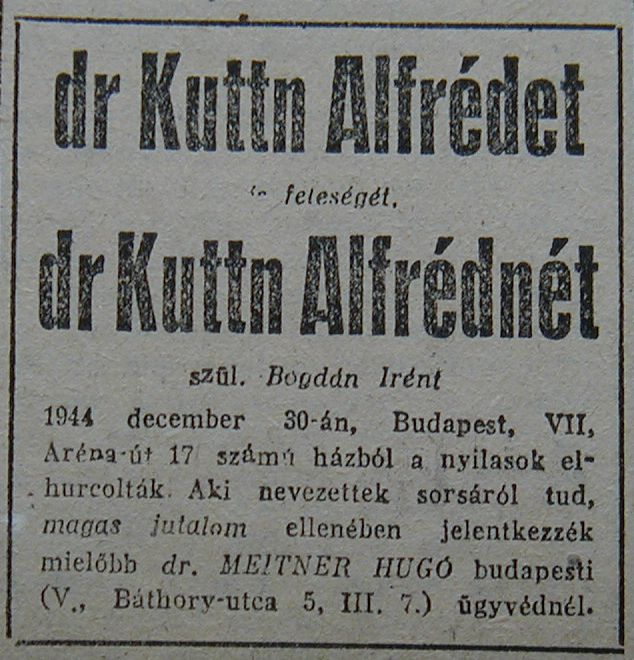 dr Kuttn Alfrédet
és feleségét,
dr Kuttn Alfrédnét
szül. Bogdán Irént
1944 december 30-án, Budapest, VII,
Aréna-út 17 számú házból a nyilasok el-
hurcolták. Aki nevezettek sorsáról tud,
magas jutalom ellenében jelentkezzék
mielőbb dr. MEITNER HUGÓ budapesti
(V., Báthory-utca 5, III. 7.) ügyvédnél.